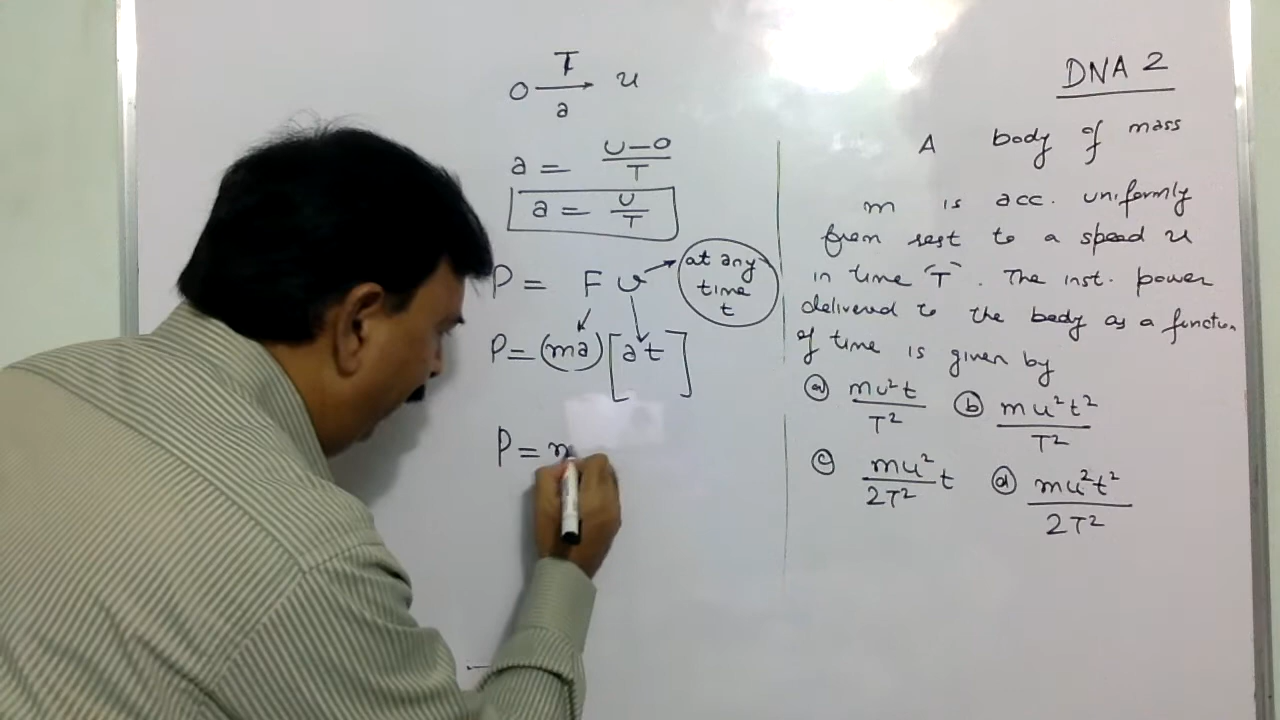 T
O → u
a
a = U-0/T
a = U/T
P = F v → at any time t
P = (ma) [at]
P = m
DNA 2
A body of mass
m is acc. uniformly
from rest to a speed u
in time "T". The inst. power
delivered to the body as a function
of time is given by
(a) mu²t/T² (b) mu²t²/T²
(c) mu²/2T² t (d) mu²t²/2T²